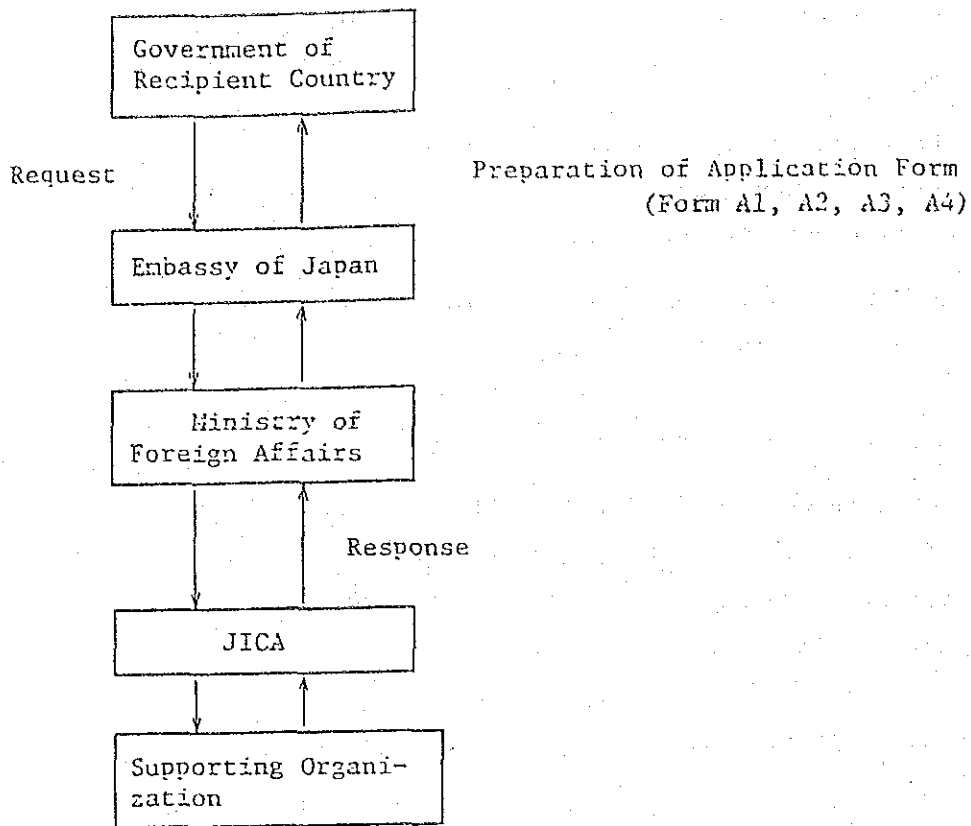 Government of
Recipient Country
Request
Preparation of Application Form
(Form A1, A2, A3, A4)
Embassy of Japan
Ministry of
Foreign Affairs
Response
JICA
Supporting Organi-
zation